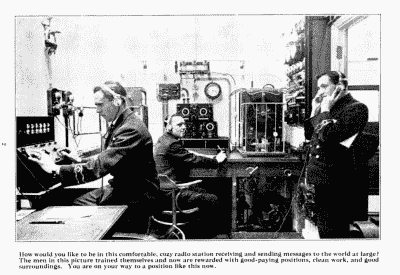 How would you like to be in this comfortable, cozy radio station receiving and sending messages to the world at large?
The men in this picture trained themselves and now are rewarded with good-paying positions, clean work, and good
surroundings. You are on your way to a position like this now.